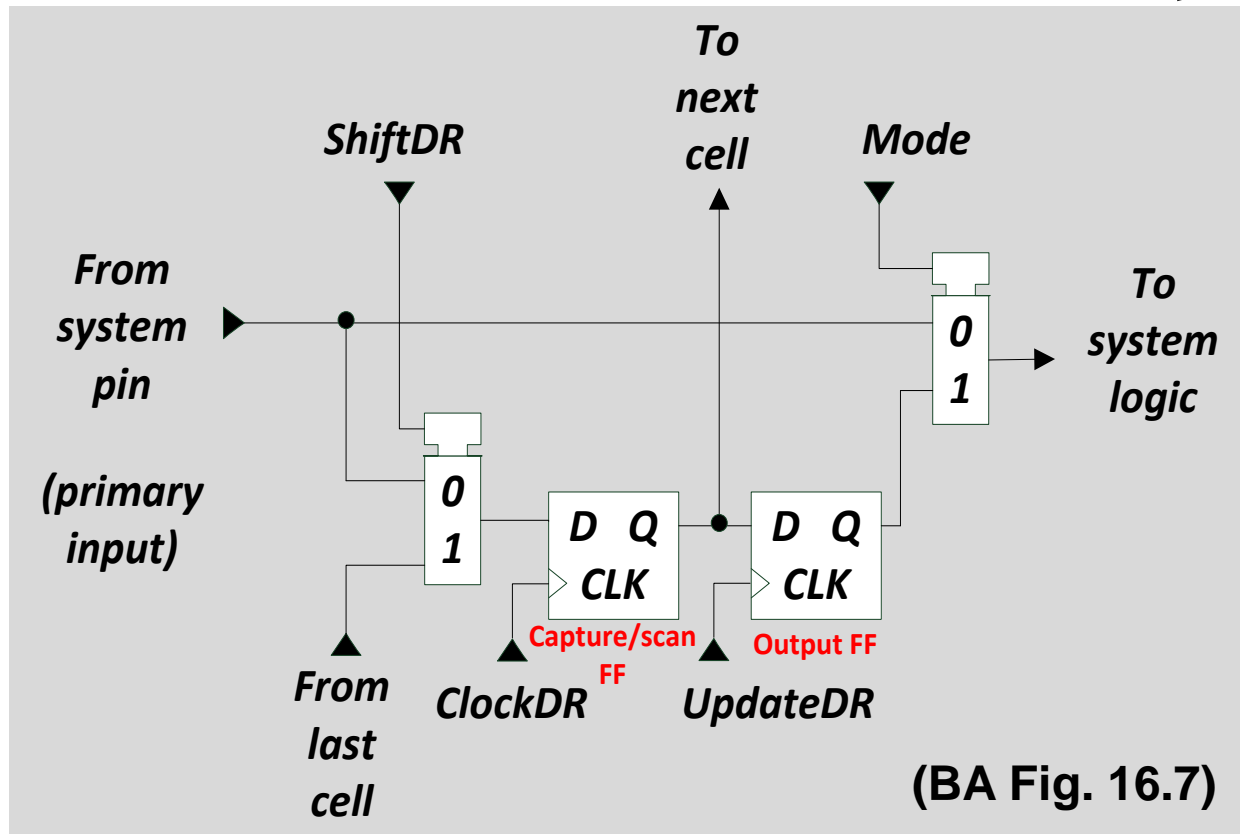 To
next
cell
ShiftDR
Mode
From
system
pin
(primary
input)
To
system
logic
0
1
0
1
D Q
CLK
D Q
CLK
Capture/scan
FF
Output FF
From
last
cell
ClockDR
UpdateDR
(BA Fig. 16.7)